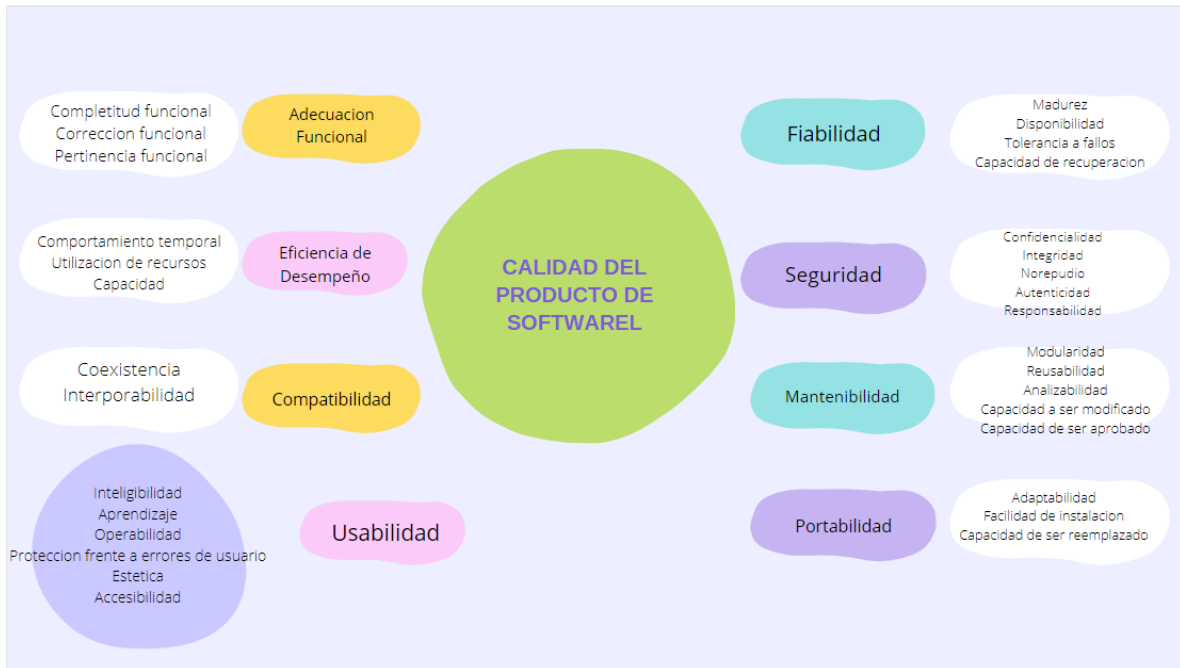 Completitud funcional
Correccion funcional
Pertinencia funcional
Adecuacion
Funcional
Comportamiento temporal
Utilizacion de recursos
Capacidad
Eficiencia de
Desempeño
Coexistencia
Interporabilidad
Compatibilidad
Inteligibilidad
Aprendizaje
Operabilidad
Proteccion frente a errores de usuario
Estetica
Accesibilidad
Usabilidad
CALIDAD DEL
PRODUCTO DE
SOFTWAREL
Fiabilidad
Madurez
Disponibilidad
Tolerancia a fallos
Capacidad de recuperacion
Seguridad
Confidencialidad
Integridad
Norepudio
Autenticidad
Responsabilidad
Mantenibilidad
Modularidad
Reusabilidad
Analizabilidad
Capacidad a ser modificado
Capacidad de ser aprobado
Portabilidad
Adaptabilidad
Facilidad de instalacion
Capacidad de ser reemplazado